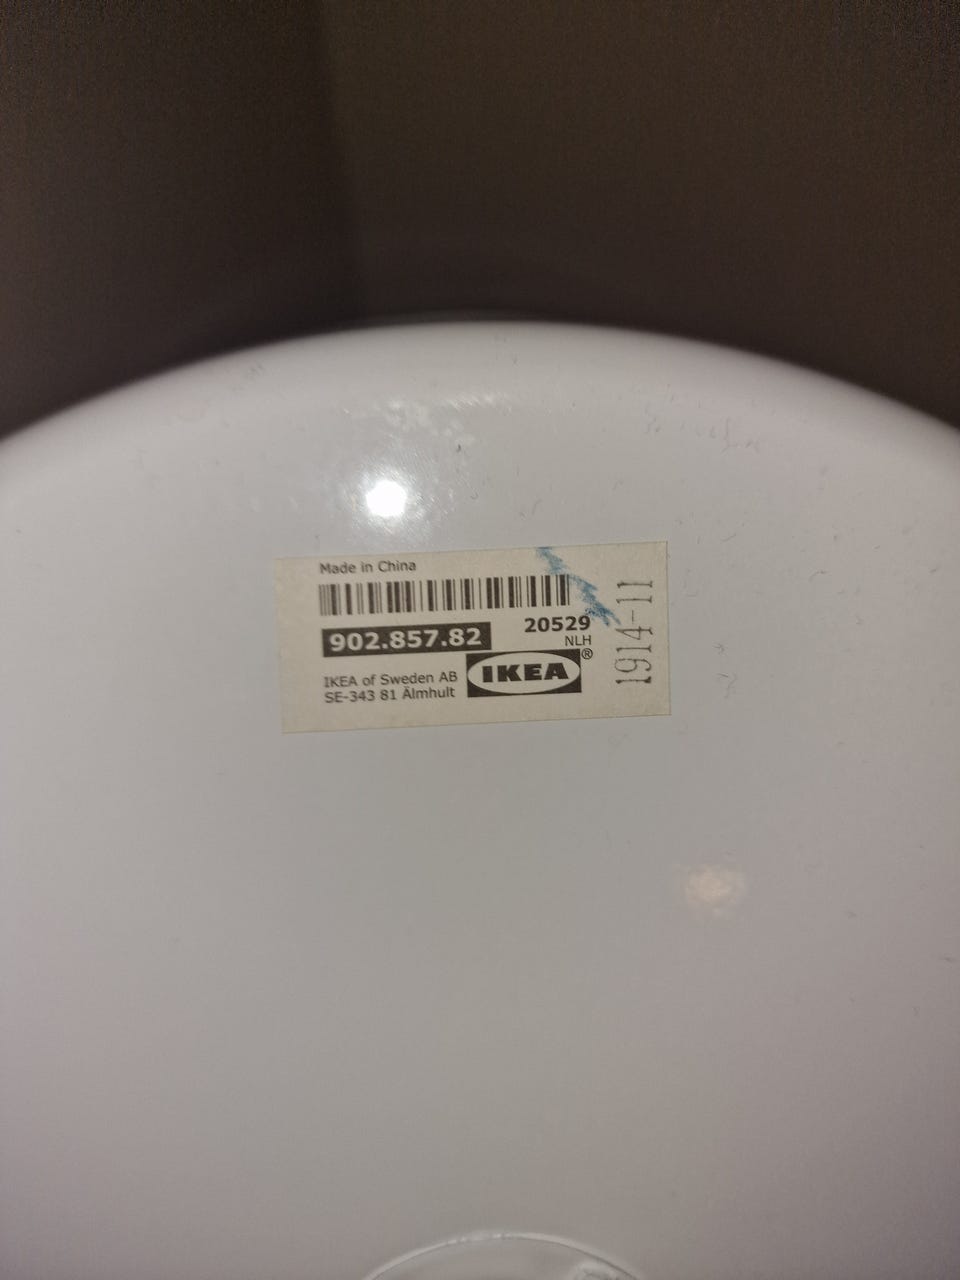 Made in China
902.857.82
20529
NLH
IKEA of Sweden AB
SE-343 81 Älmhult
IKEA®
1914-11